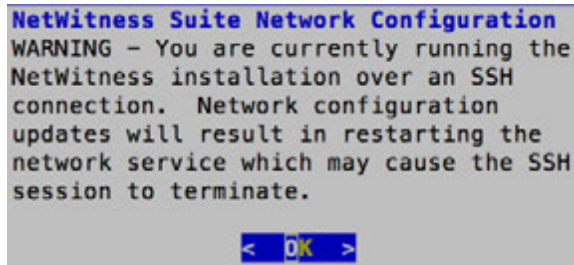 NetWitness Suite Network Configuration
WARNING – You are currently running the
NetWitness installation over an SSH
connection.  Network configuration
updates will result in restarting the
network service which may cause the SSH
session to terminate.
<  OK  >